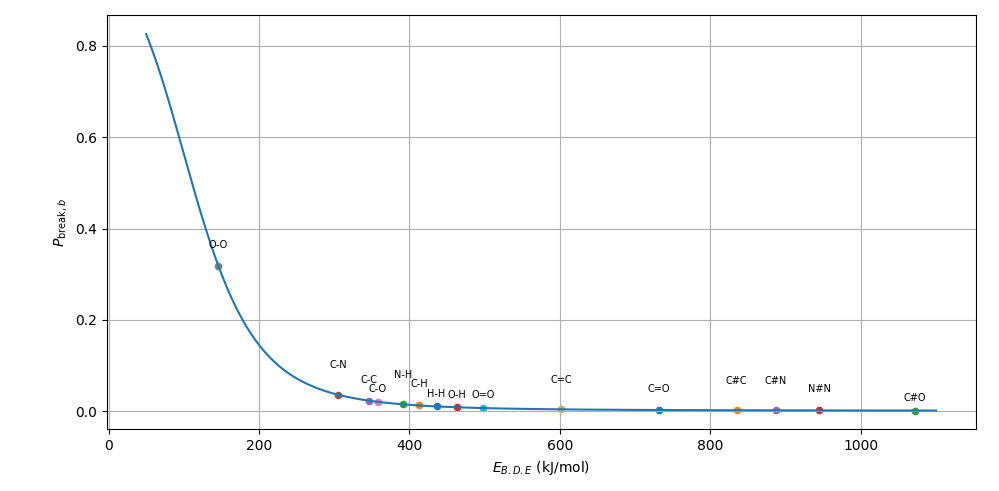 0.8
0.6
0.4
0.2
0.0
P_break,b
O-O
C-N
C-C
C-O
N-H
C-H
H-H
O-H
O=O
C=C
C=O
C#C
C#N
N#N
C#O
0
200
400
600
800
1000
E_B.D.E (kJ/mol)